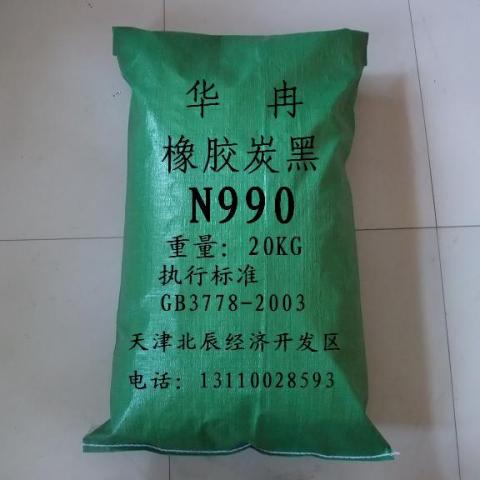 华 冉
橡胶炭黑
N990
重量: 20KG
执行标准
GB3778-2003
天津北辰经济开发区
电话: 13110028593